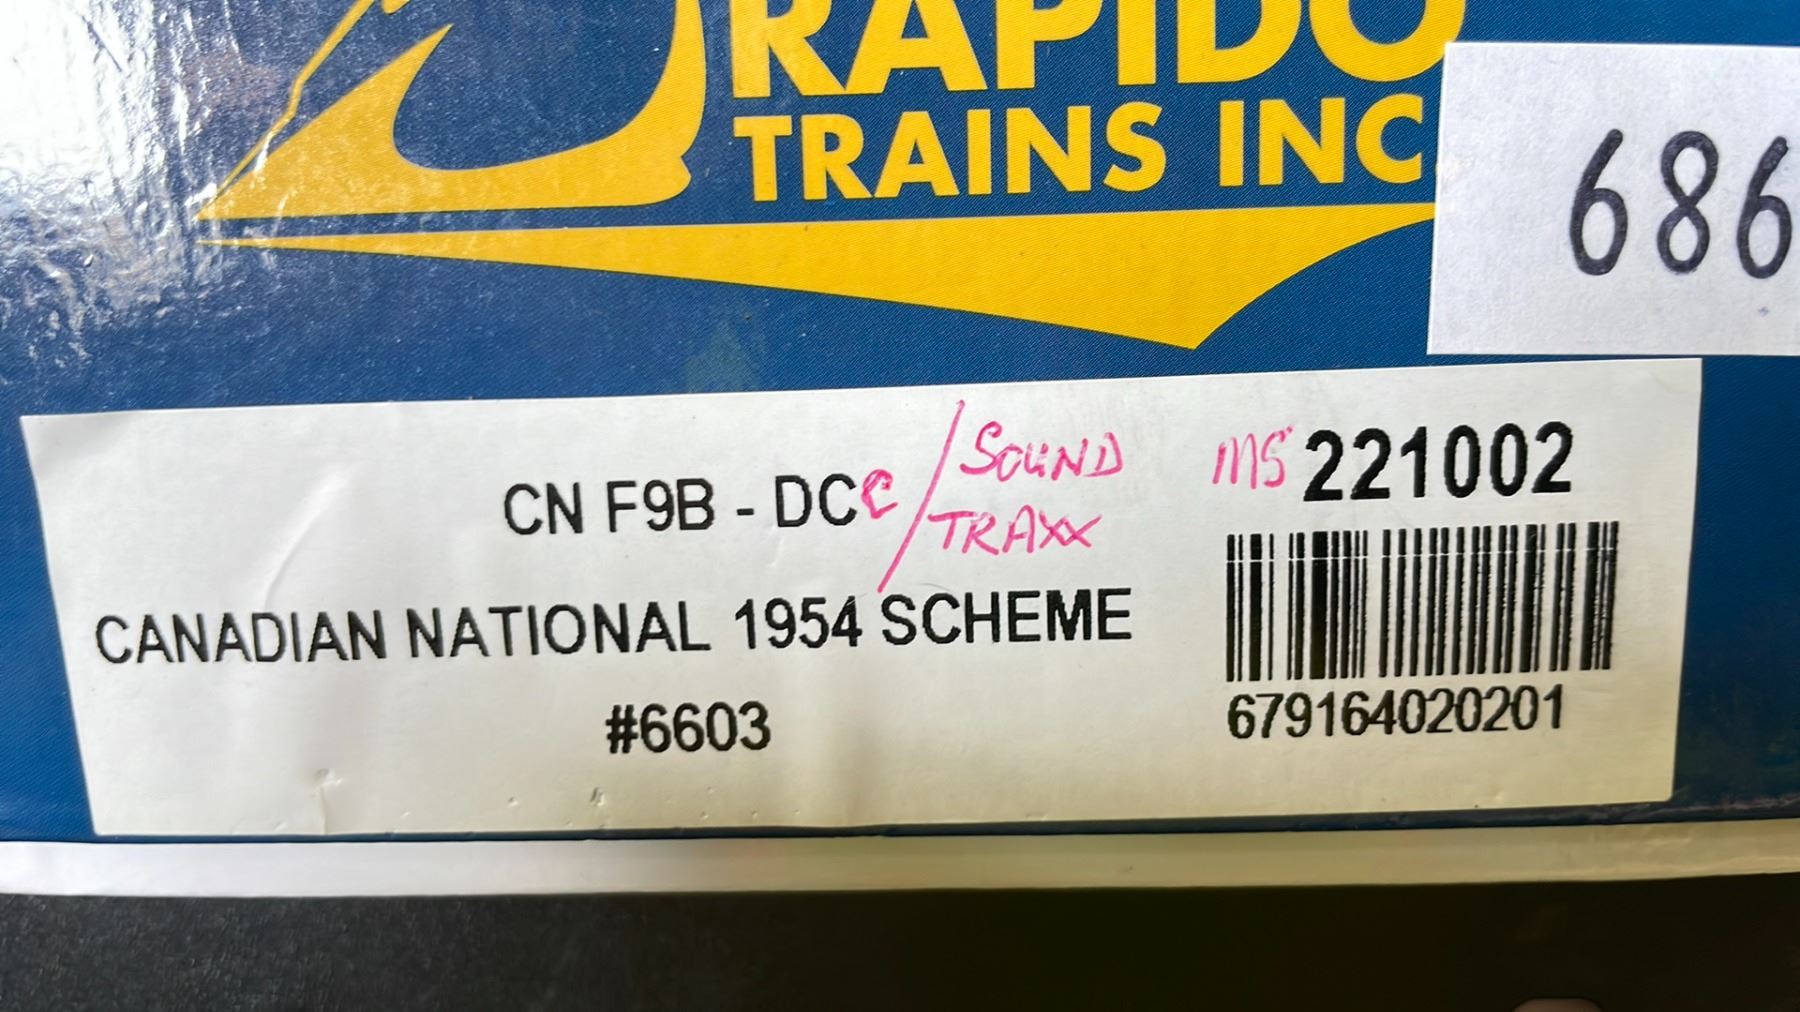 RAPIDO
TRAINS INC
686
CN F9B - DCC / SOUND TRAXX
MS 221002
CANADIAN NATIONAL 1954 SCHEME
#6603
679164020201